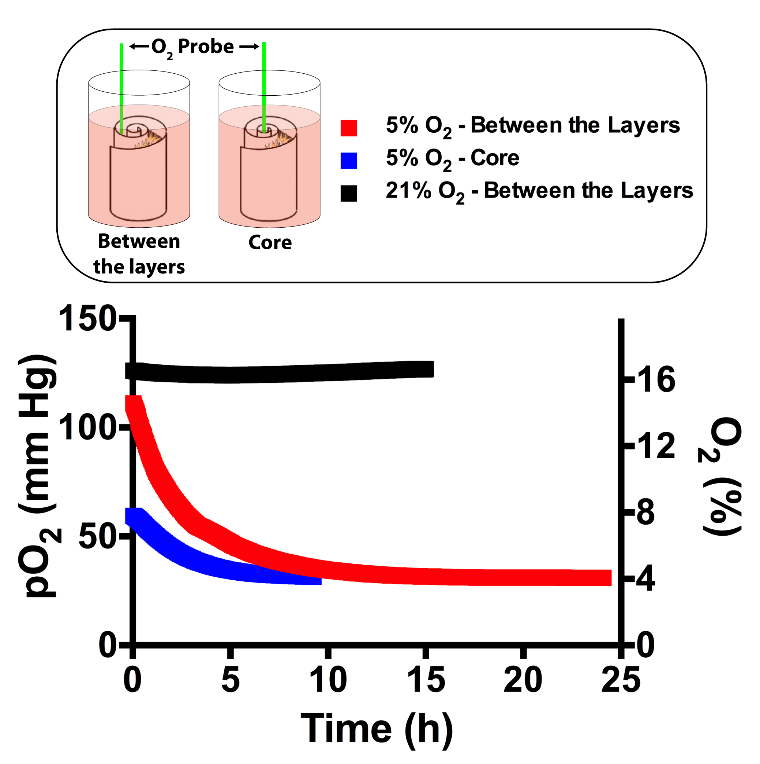 ←O₂ Probe→
5% O₂ - Between the Layers
5% O₂ - Core
21% O₂ - Between the Layers
Between
the layers
Core
pO₂ (mm Hg)
150
100
50
0
O₂ (%)
16
12
8
4
0
0 5 10 15 20 25
Time (h)